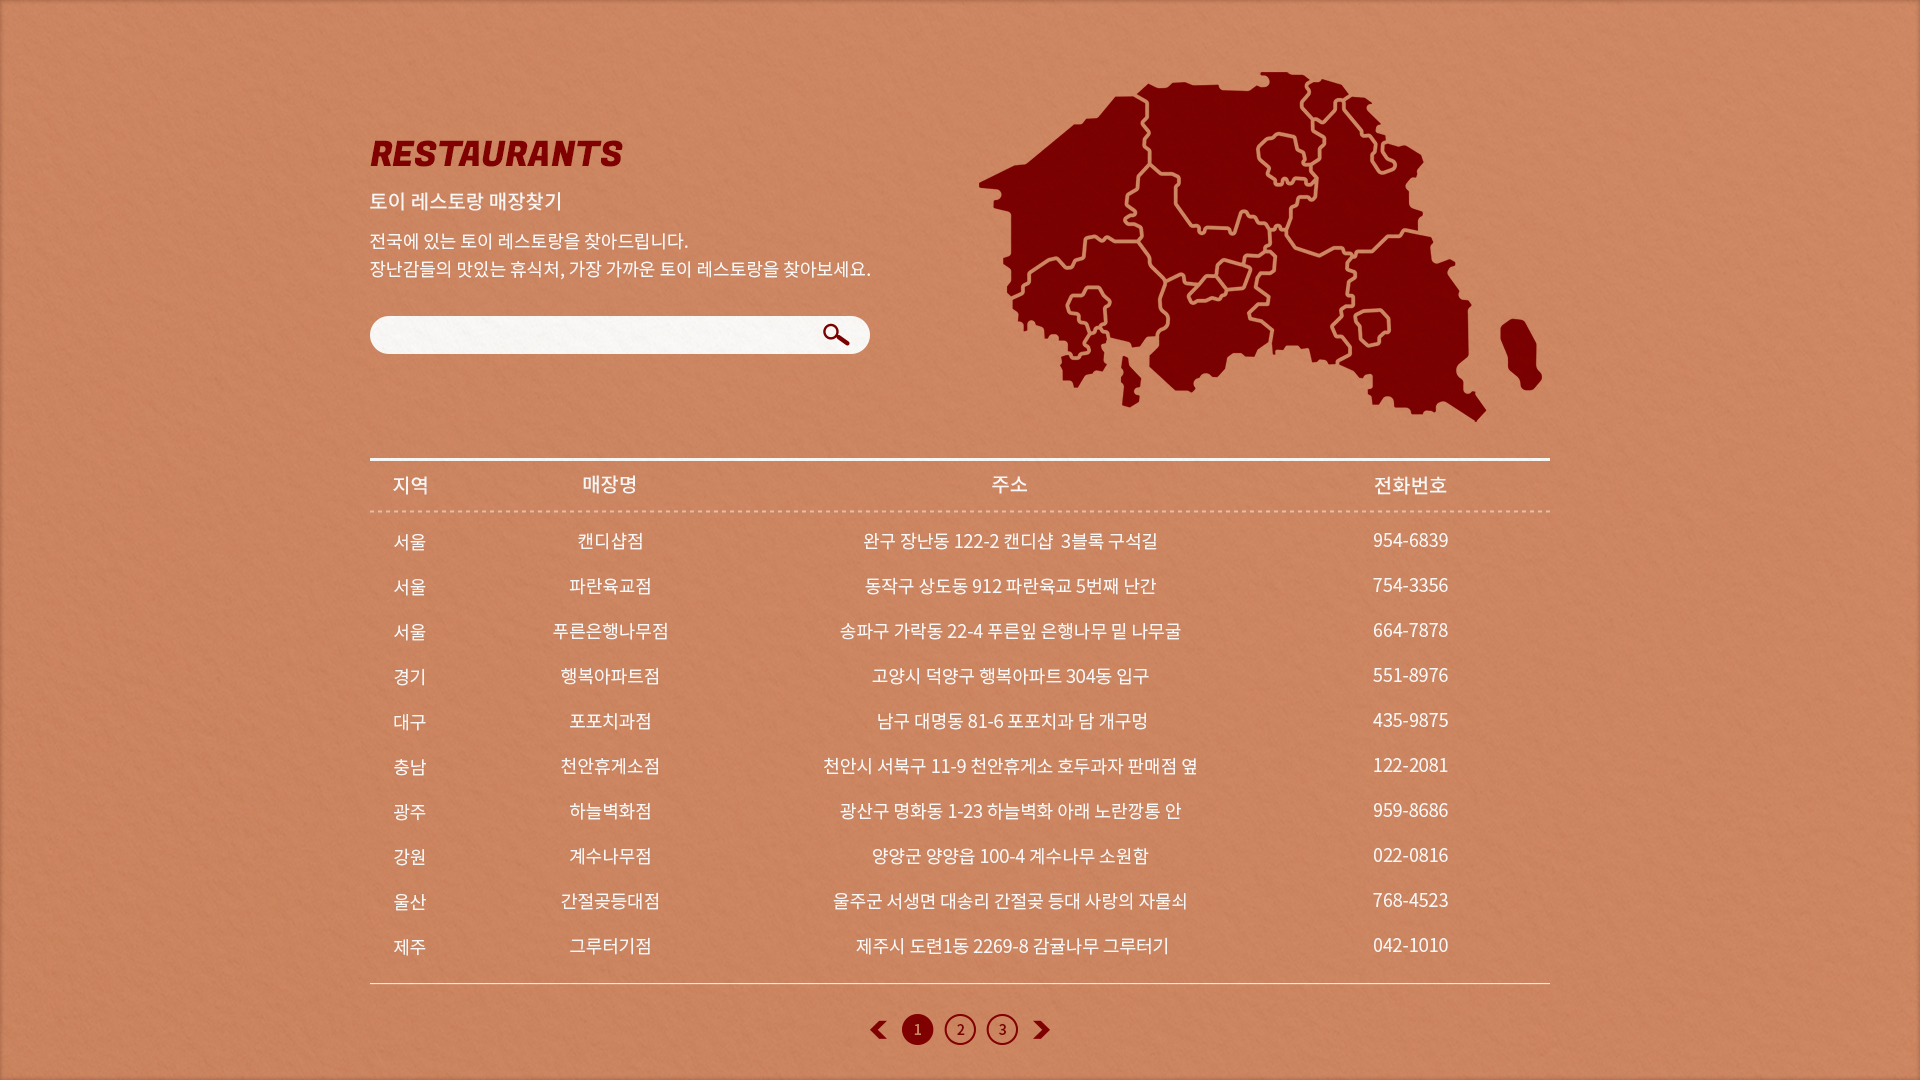 RESTAURANTS
토이 레스토랑 매장찾기
전국에 있는 토이 레스토랑을 찾아드립니다.
장난감들의 맛있는 휴식처, 가장 가까운 토이 레스토랑을 찾아보세요.
지역 매장명 주소 전화번호
서울 캔디샵점 완구 장난동 122-2 캔디샵 3블록 구석길 954-6839
서울 파란육교점 동작구 상도동 912 파란육교 5번째 난간 754-3356
서울 푸른은행나무점 송파구 가락동 22-4 푸른잎 은행나무 밑 나무굴 664-7878
경기 행복아파트점 고양시 덕양구 행복아파트 304동 입구 551-8976
대구 포포치과점 남구 대명동 81-6 포포치과 담 개구멍 435-9875
충남 천안휴게소점 천안시 서북구 11-9 천안휴게소 호두과자 판매점 옆 122-2081
광주 하늘벽화점 광산구 명화동 1-23 하늘벽화 아래 노란깡통 안 959-8686
강원 계수나무점 양양군 양양읍 100-4 계수나무 소원함 022-0816
울산 간절곶등대점 울주군 서생면 대송리 간절곶 등대 사랑의 자물쇠 768-4523
제주 그루터기점 제주시 도련1동 2269-8 감귤나무 그루터기 042-1010
1 2 3